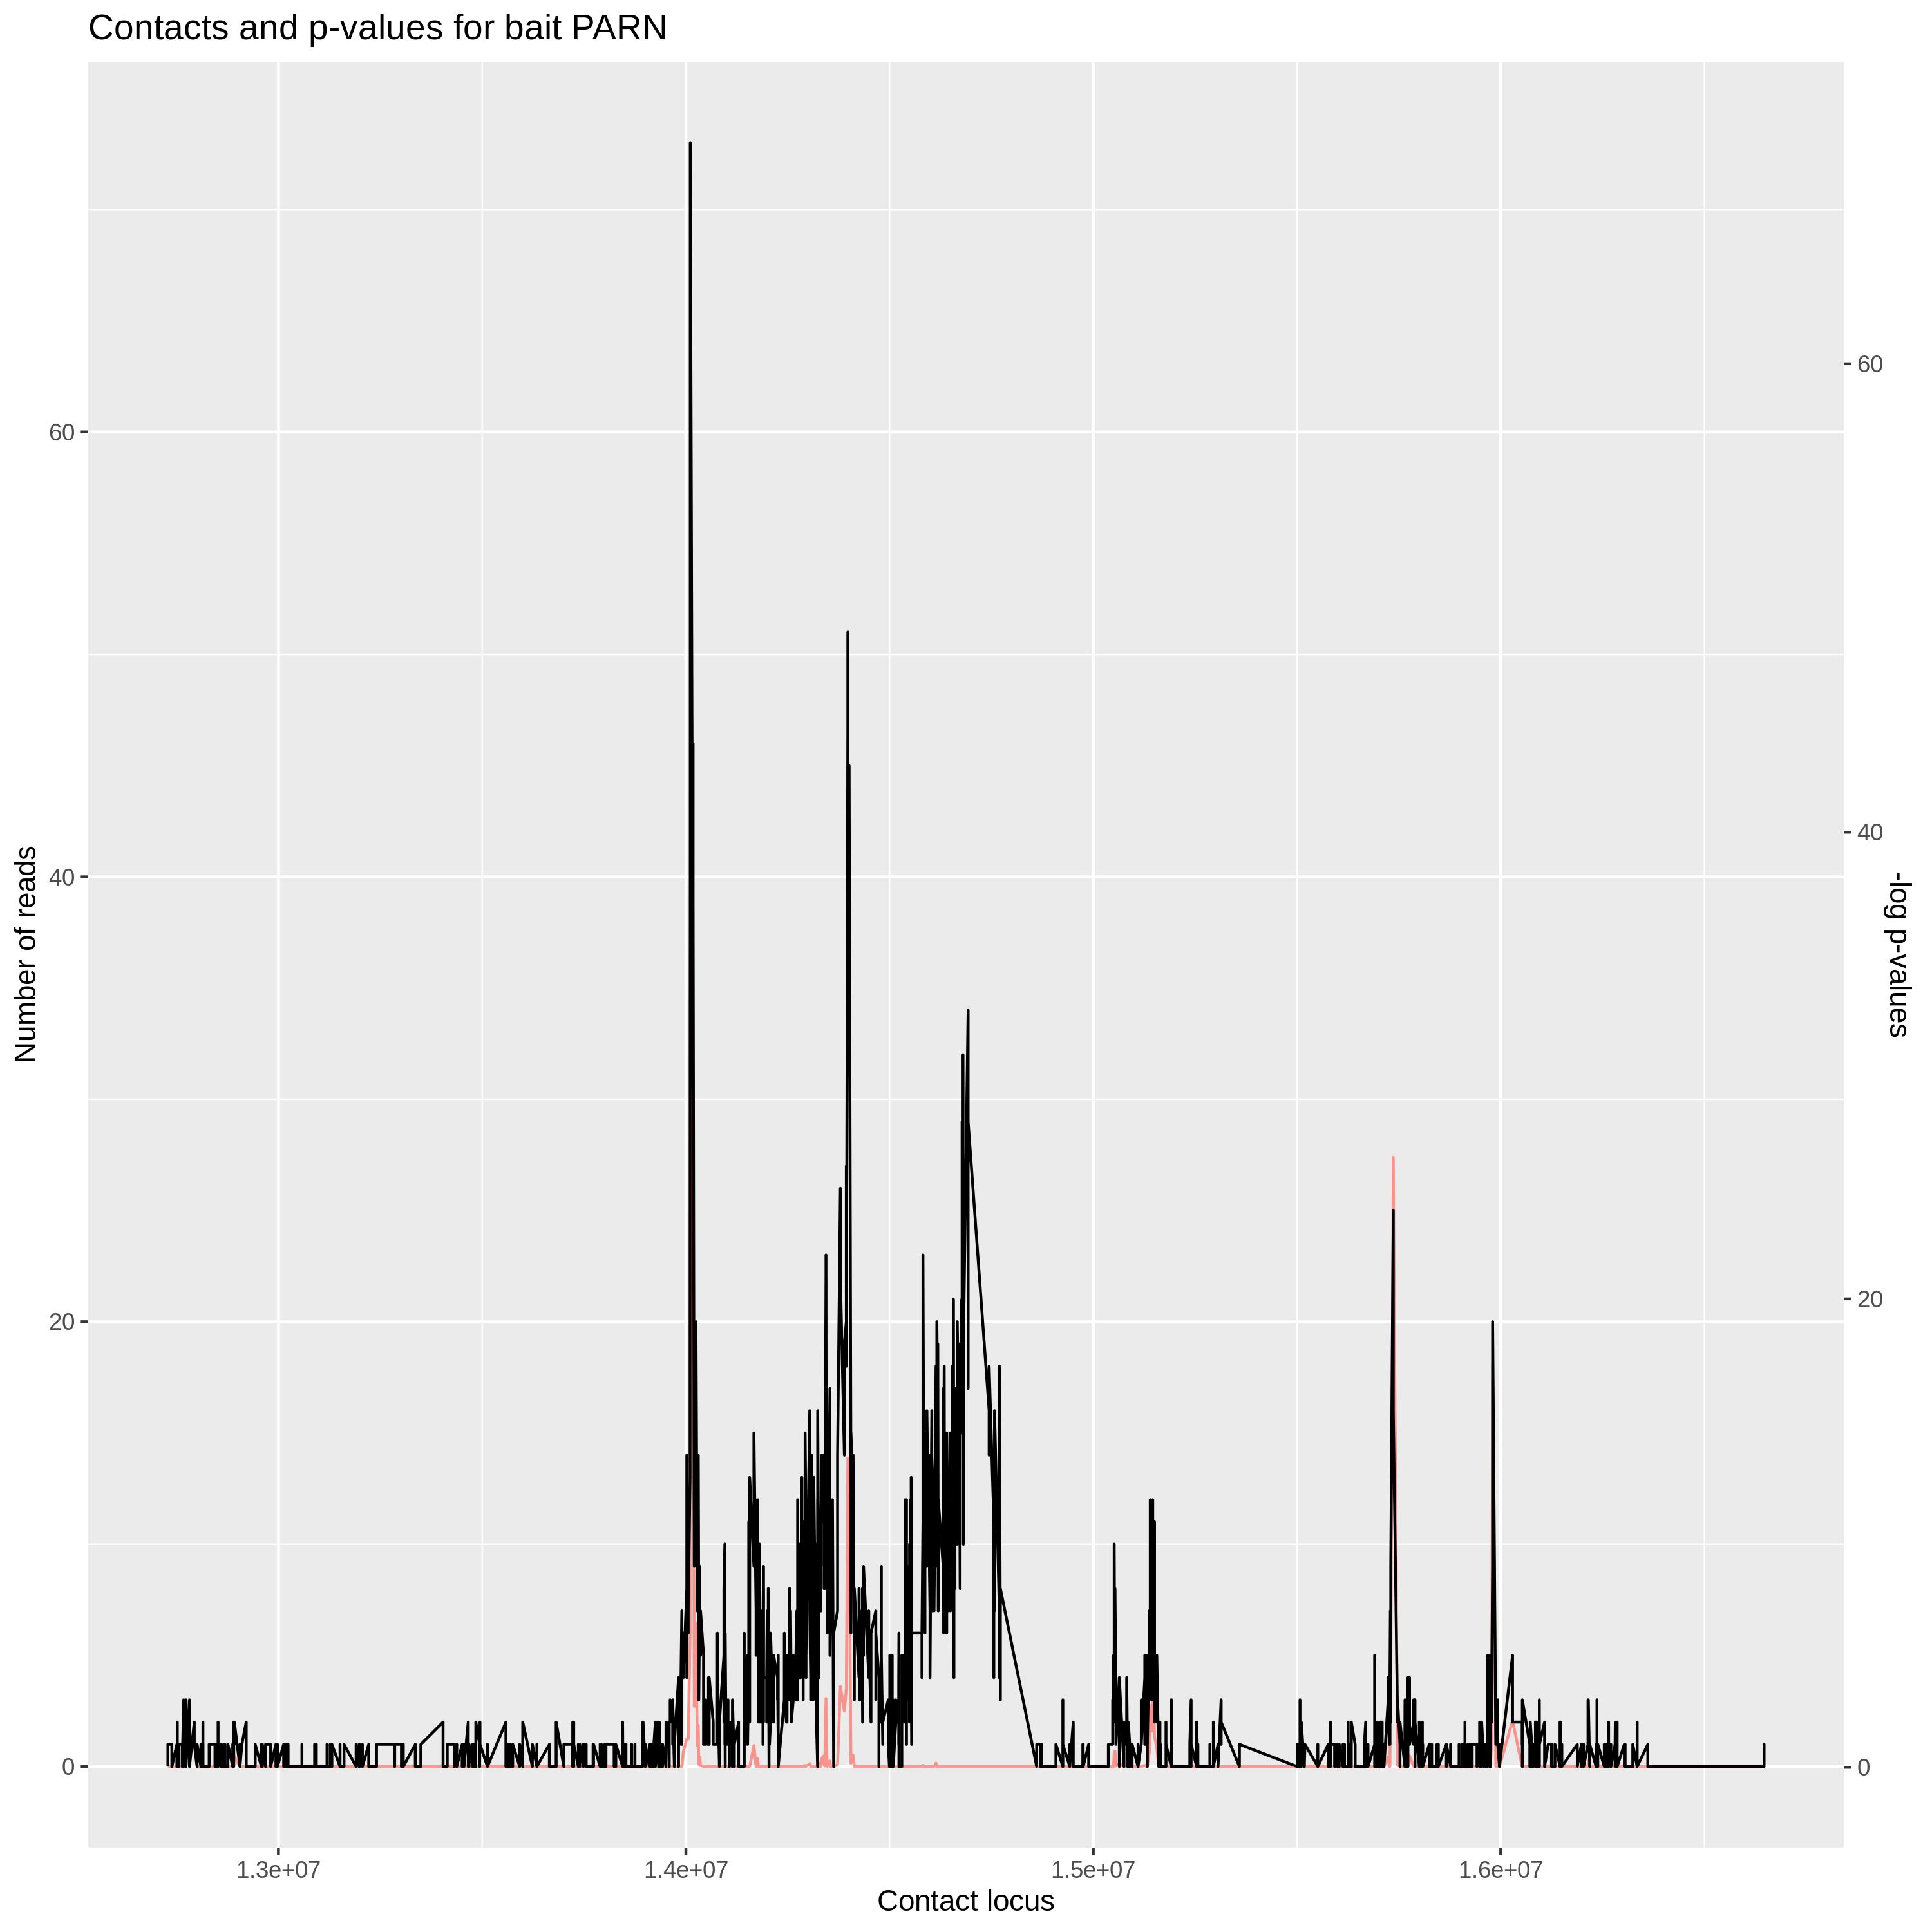 Contacts and p-values for bait PARN
60
40
20
0
Number of reads
60
40
20
0
-log p-values
1.3e+07
1.4e+07
1.5e+07
1.6e+07
Contact locus